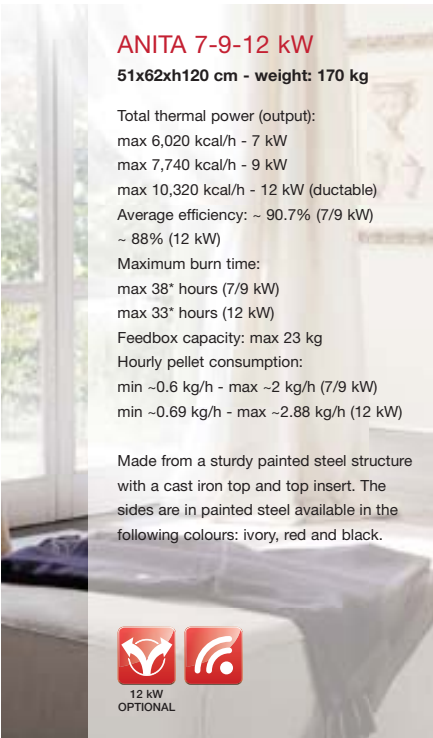 ANITA 7-9-12 kW
51x62xh120 cm - weight: 170 kg
Total thermal power (output):
max 6,020 kcal/h - 7 kW
max 7,740 kcal/h - 9 kW
max 10,320 kcal/h - 12 kW (ductable)
Average efficiency: ~ 90.7% (7/9 kW)
~ 88% (12 kW)
Maximum burn time:
max 38* hours (7/9 kW)
max 33* hours (12 kW)
Feedbox capacity: max 23 kg
Hourly pellet consumption:
min ~0.6 kg/h - max ~2 kg/h (7/9 kW)
min ~0.69 kg/h - max ~2.88 kg/h (12 kW)
Made from a sturdy painted steel structure
with a cast iron top and top insert. The
sides are in painted steel available in the
following colours: ivory, red and black.
12 kW
OPTIONAL